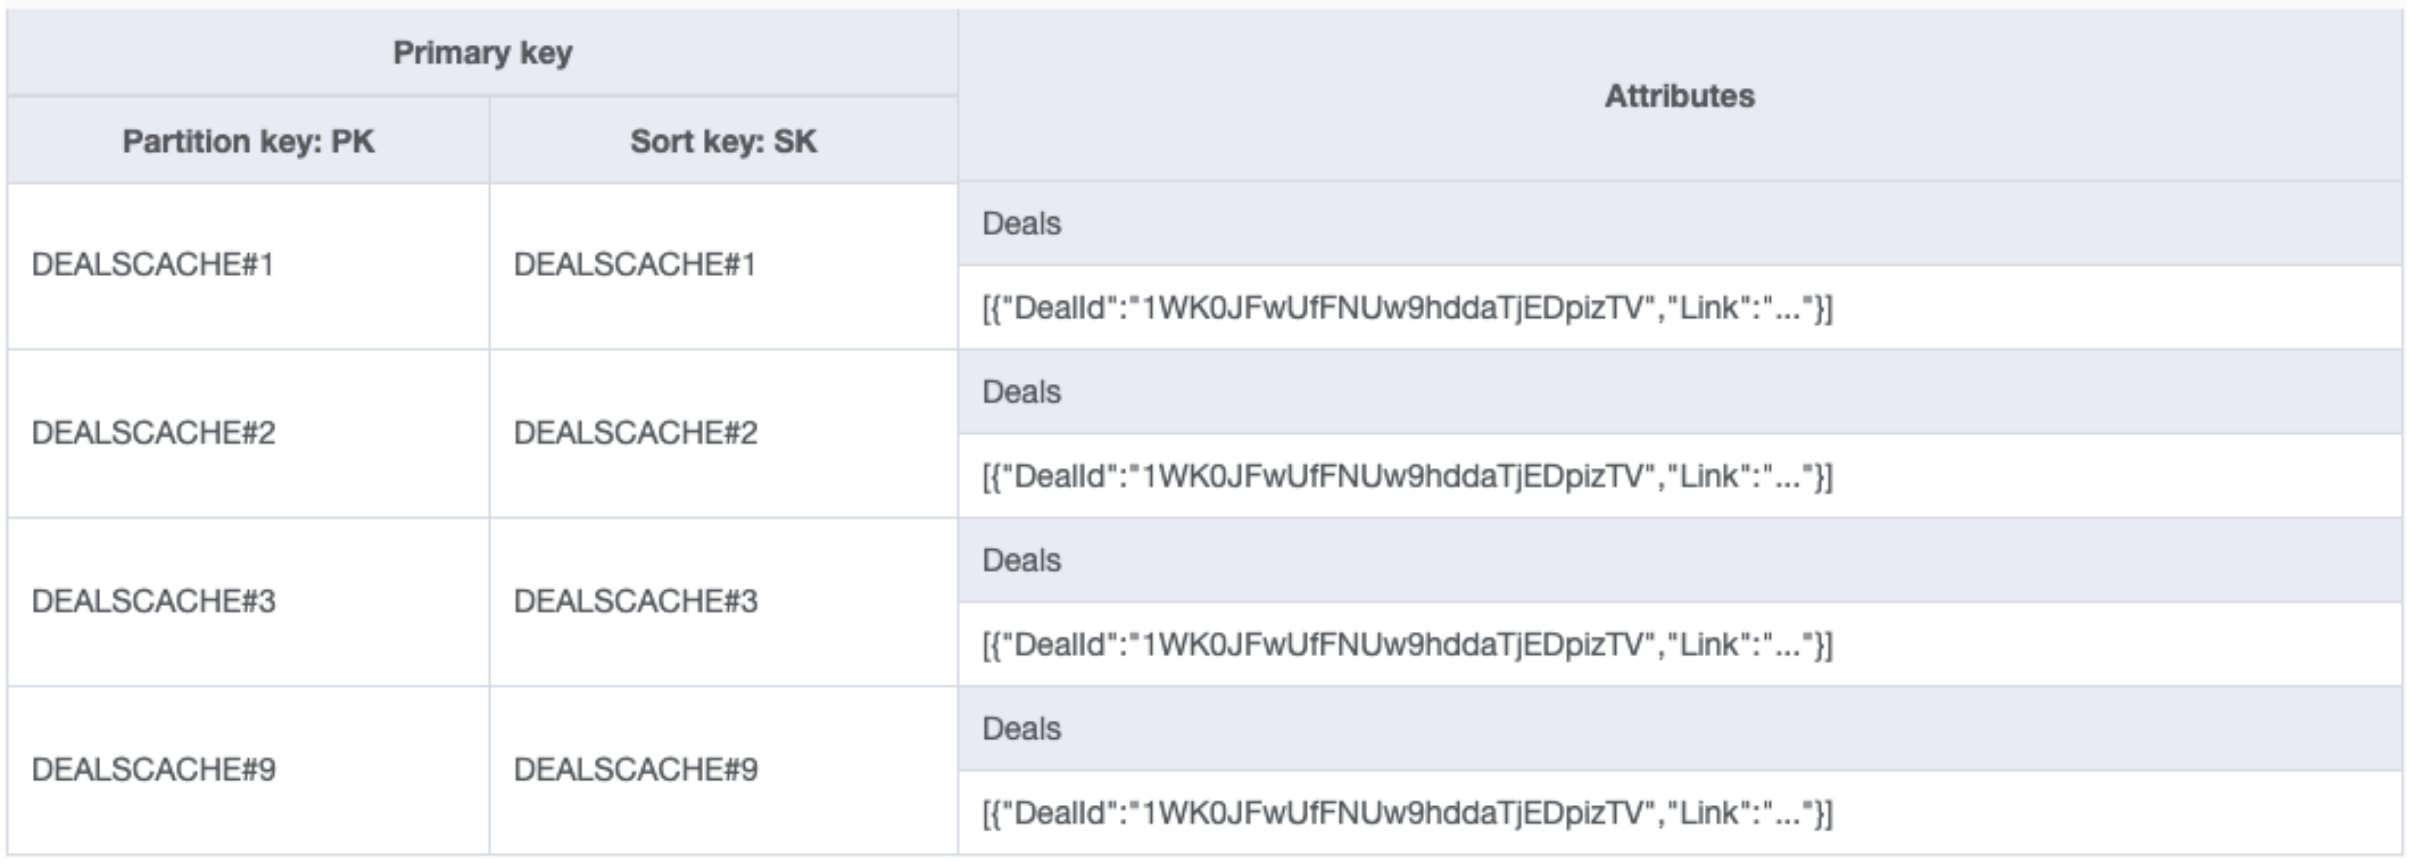 Primary key
Attributes
Partition key: PK
Sort key: SK
DEALSCACHE#1
DEALSCACHE#1
Deals
[{"DealId":"1WK0JFwUfFNUw9hddaTjEDpizTV","Link":"..."}]
DEALSCACHE#2
DEALSCACHE#2
Deals
[{"DealId":"1WK0JFwUfFNUw9hddaTjEDpizTV","Link":"..."}]
DEALSCACHE#3
DEALSCACHE#3
Deals
[{"DealId":"1WK0JFwUfFNUw9hddaTjEDpizTV","Link":"..."}]
DEALSCACHE#9
DEALSCACHE#9
Deals
[{"DealId":"1WK0JFwUfFNUw9hddaTjEDpizTV","Link":"..."}]